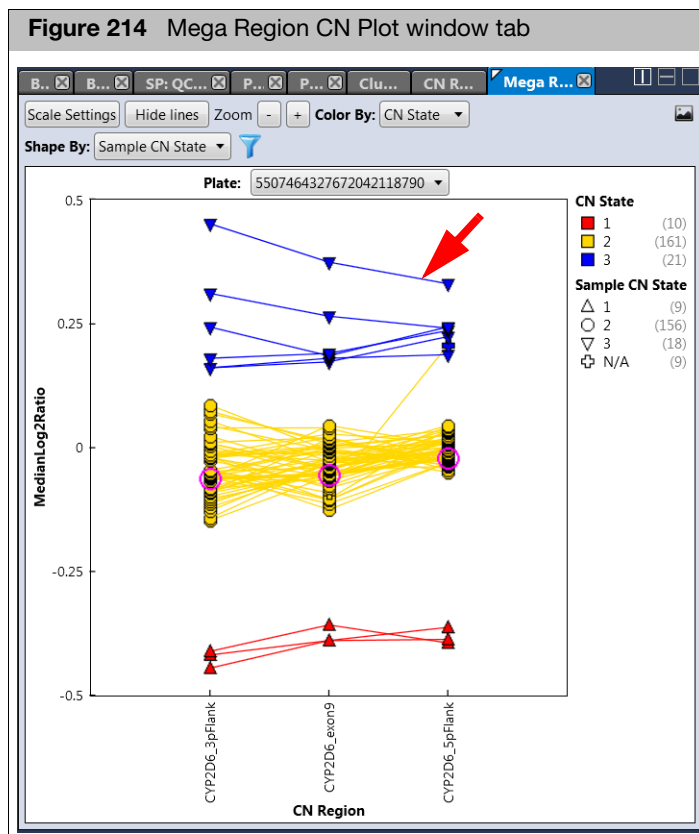 Figure 214 Mega Region CN Plot window tab
B.. B... SP: QC... P... P... Clu... CN R... Mega R...
Scale Settings Hide lines Zoom - + Color By: CN State
Shape By: Sample CN State
Plate: 5507464327672042118790
CN State
1 (10)
2 (161)
3 (21)
Sample CN State
1 (9)
2 (156)
3 (18)
N/A (9)
MedianLog2Ratio
0.5
0.25
0
-0.25
-0.5
CYP2D6_3pFlank
CYP2D6_exon9
CYP2D6_5pFlank
CN Region